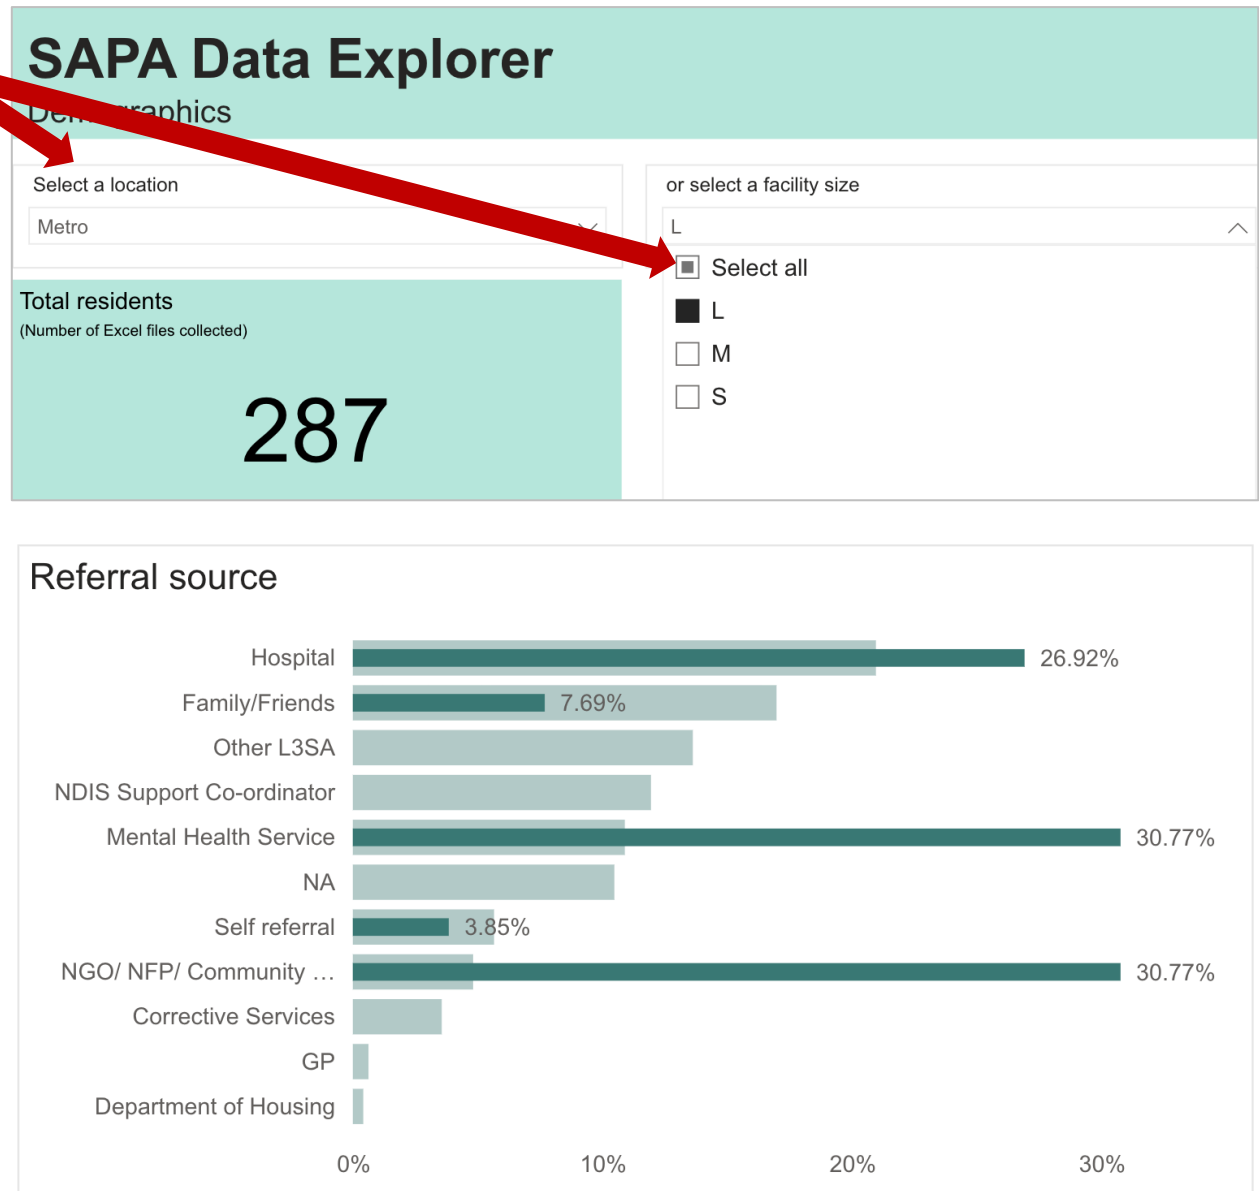 SAPA Data Explorer
Demographics
Select a location
Metro
or select a facility size
L
Select all
L
M
S
Total residents
(Number of Excel files collected)
287
Referral source
Hospital 26.92%
Family/Friends 7.69%
Other L3SA
NDIS Support Co-ordinator
Mental Health Service 30.77%
NA
Self referral 3.85%
NGO/ NFP/ Community … 30.77%
Corrective Services
GP
Department of Housing
0% 10% 20% 30%